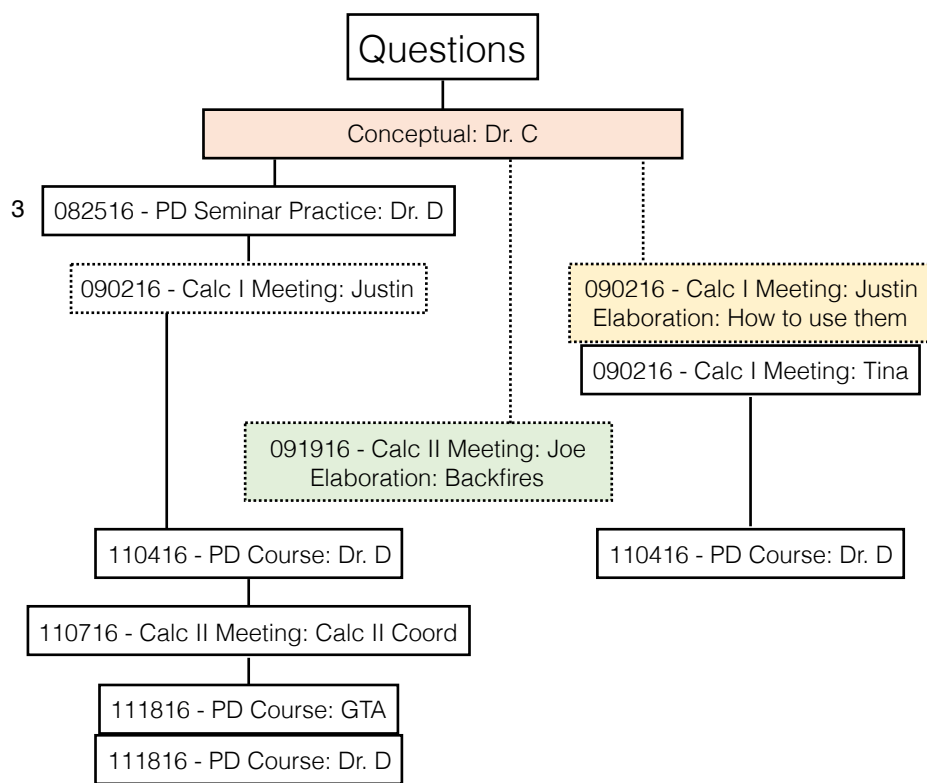 Questions
Conceptual: Dr. C
3
082516 - PD Seminar Practice: Dr. D
090216 - Calc I Meeting: Justin
090216 - Calc I Meeting: Justin
Elaboration: How to use them
090216 - Calc I Meeting: Tina
091916 - Calc II Meeting: Joe
Elaboration: Backfires
110416 - PD Course: Dr. D
110416 - PD Course: Dr. D
110716 - Calc II Meeting: Calc II Coord
111816 - PD Course: GTA
111816 - PD Course: Dr. D